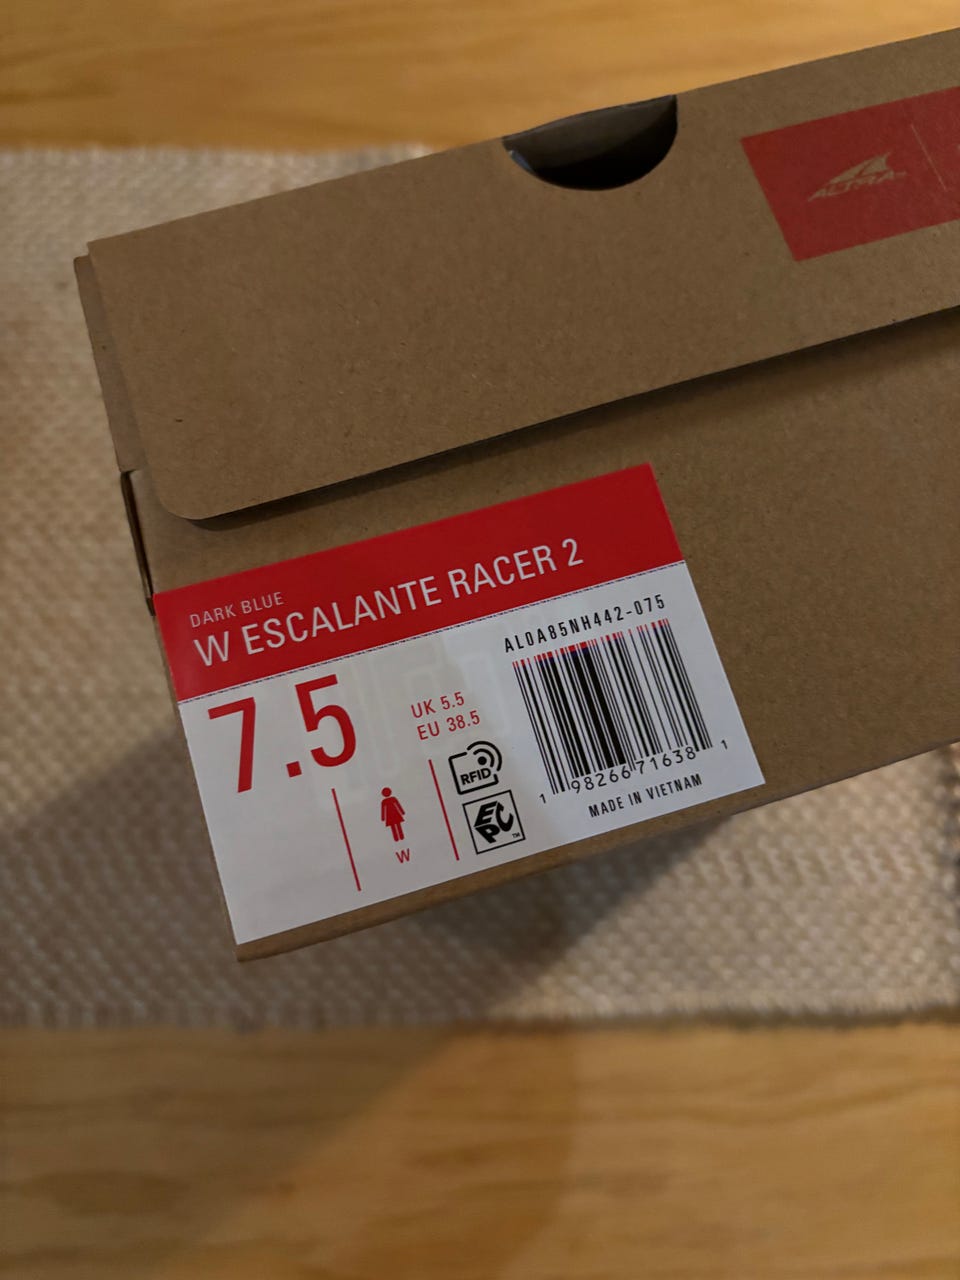 ALTRA
DARK BLUE
W ESCALANTE RACER 2
7.5
UK 5.5
EU 38.5
W
RFID
EPC™
AL0A85NH442-075
1 98266 71638 1
MADE IN VIETNAM